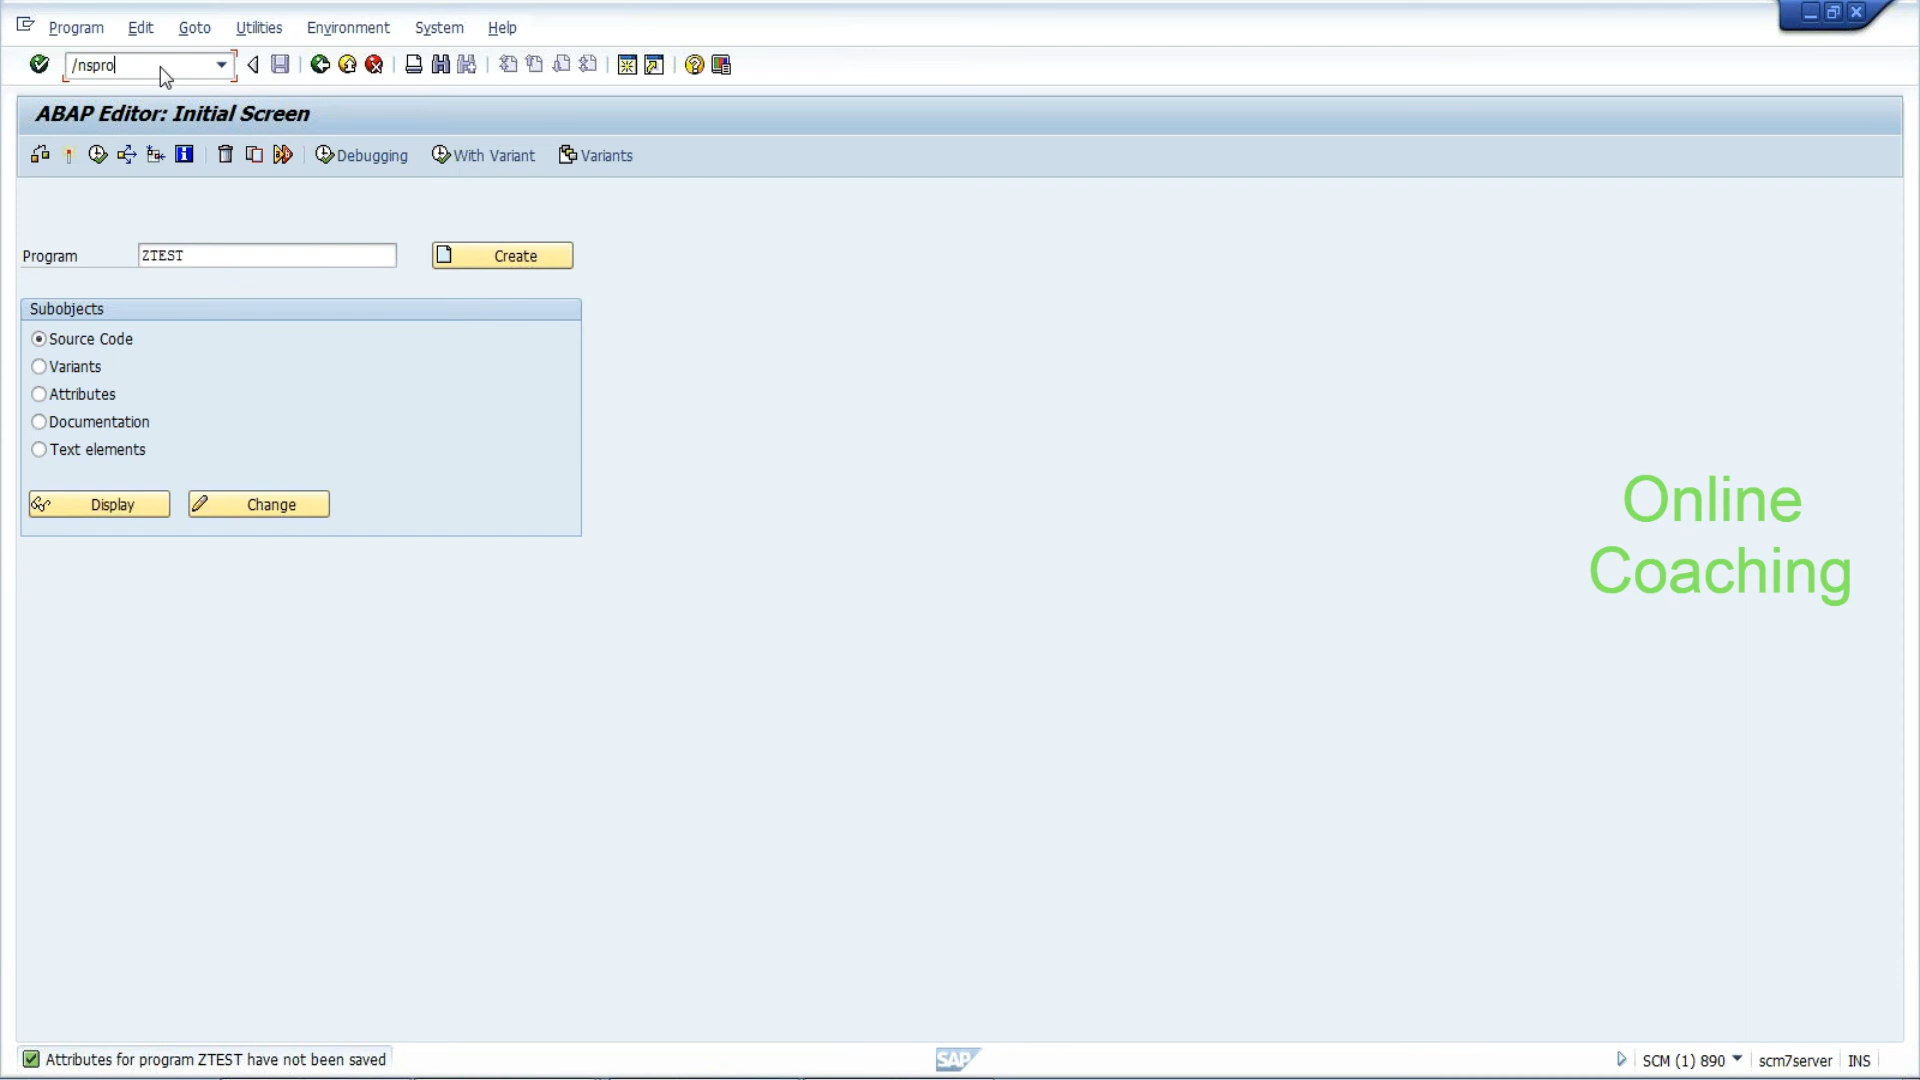 Program Edit Goto Utilities Environment System Help
/nspro
ABAP Editor: Initial Screen
Debugging With Variant Variants
Program ZTEST Create
Subobjects
Source Code
Variants
Attributes
Documentation
Text elements
Display Change
Online
Coaching
Attributes for program ZTEST have not been saved SAP SCM (1) 890 scm7server INS